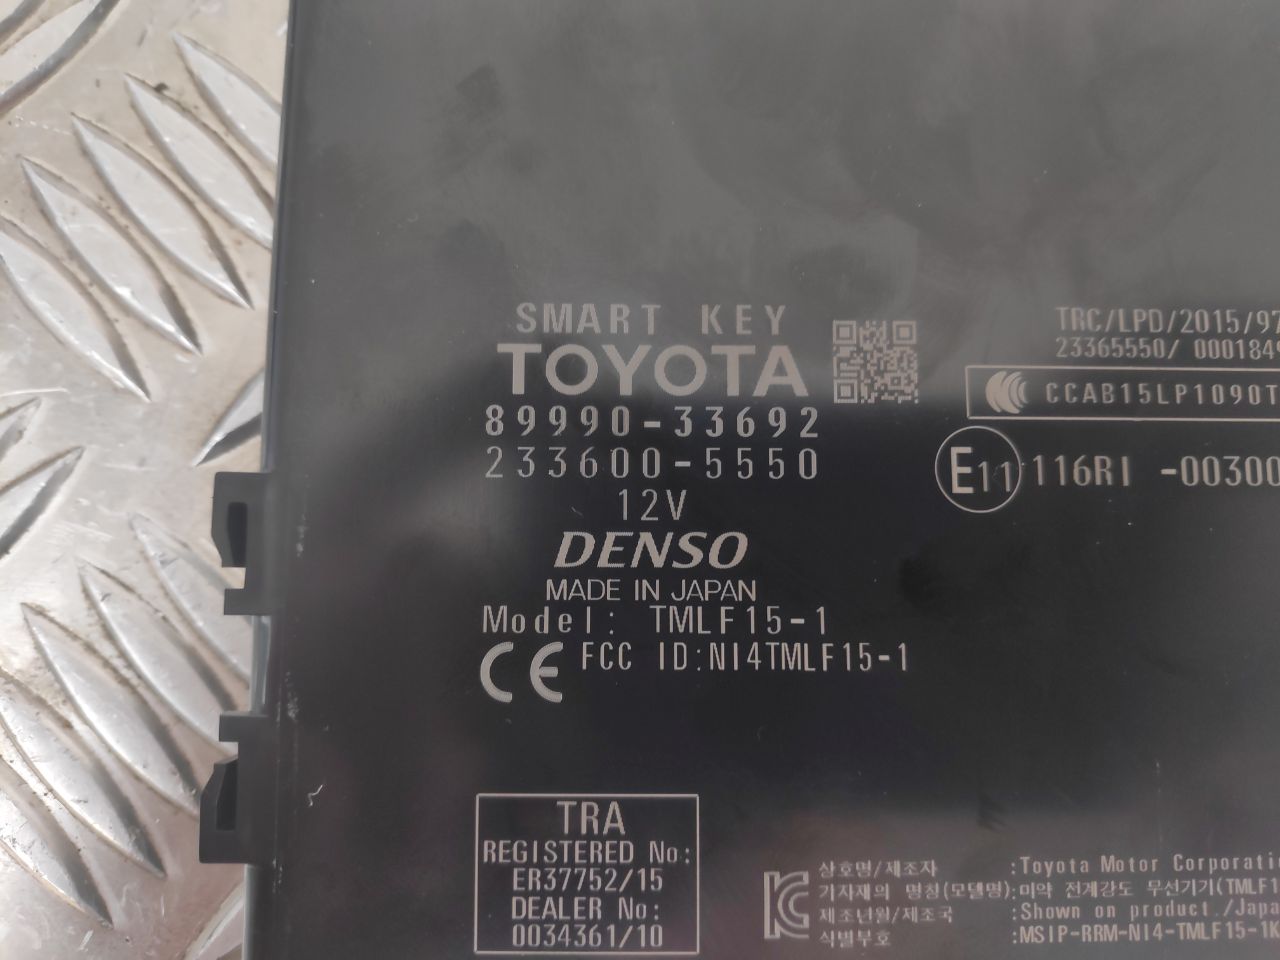 SMART KEY
TOYOTA
89990-33692
233600-5550
12V
DENSO
MADE IN JAPAN
Model: TMLF15-1
CE FCC ID:NI4TMLF15-1
TRC/LPD/2015/97
23365550/ 0001849
CCAB15LP1090T
E11 116RI -00300
TRA
REGISTERED No:
ER37752/15
DEALER No:
0034361/10
상호명/제조자 :Toyota Motor Corporatin
기자재의 명칭(모델명):미약 전계강도 무선기기(TMLF1
제조년월/제조국 :Shown on product./Japa
식별부호 :MSIP-RRM-NI4-TMLF15-1K